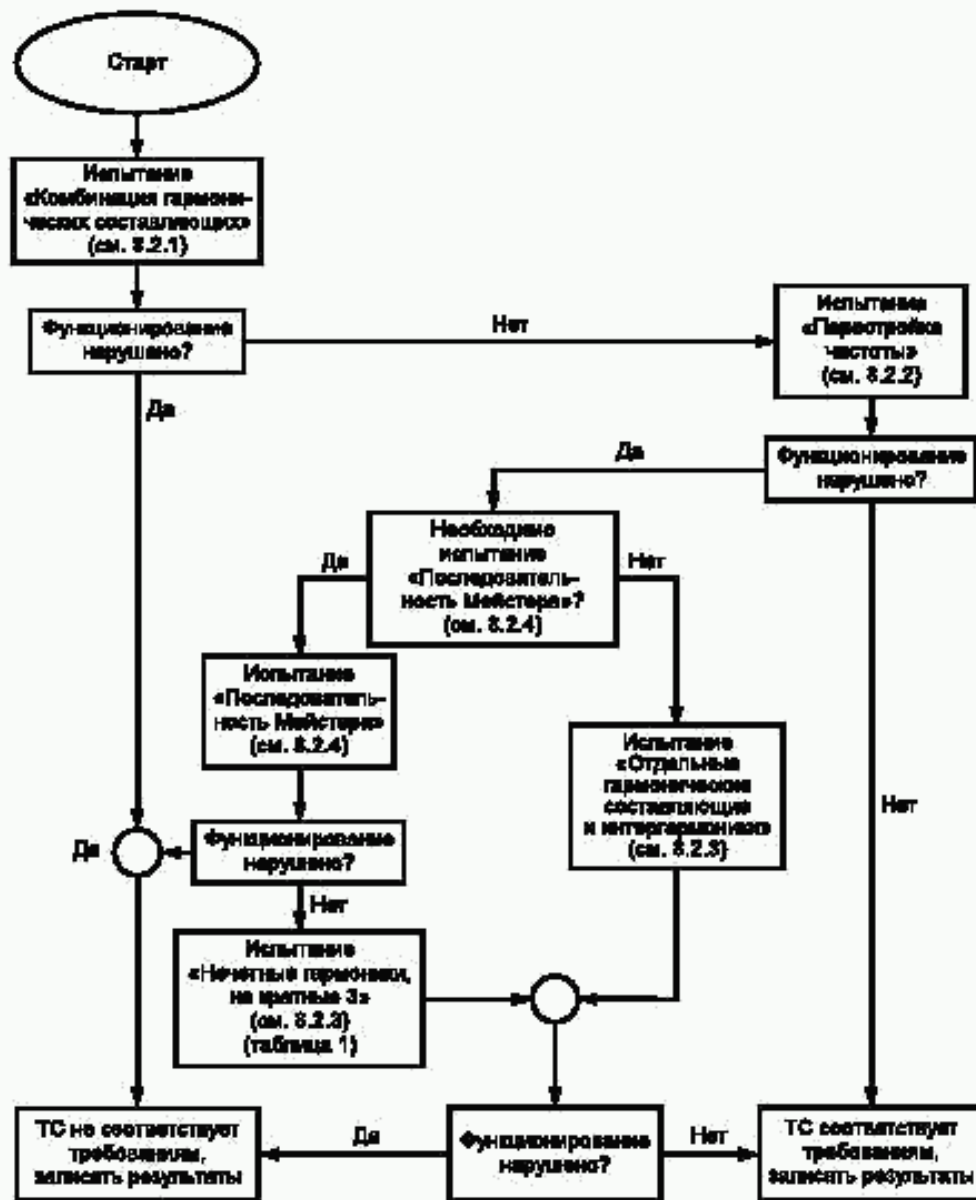 Старт
Испытание
«Комбинация гармони-
ческих составляющих»
(см. 8.2.1)
Функционирование
нарушено?
Нет
Испытание
«Перестройка
частоты»
(см. 8.2.2)
Да
Да
Функционирование
нарушено?
Необходимо
испытание
«Последователь-
ность Мейстера»?
(см. 8.2.4)
Да
Нет
Испытание
«Последователь-
ность Мейстера»
(см. 8.2.4)
Испытание
«Отдельные
гармонические
составляющие
и интергармоники»
(см. 8.2.3)
Нет
Да
Функционирование
нарушено?
Нет
Испытание
«Нечетные гармоники,
не кратные 3»
(см. 8.2.3)
(таблица 1)
ТС не соответствует
требованиям,
записать результаты
Да
Функционирование
нарушено?
Нет
ТС соответствует
требованиям,
записать результаты